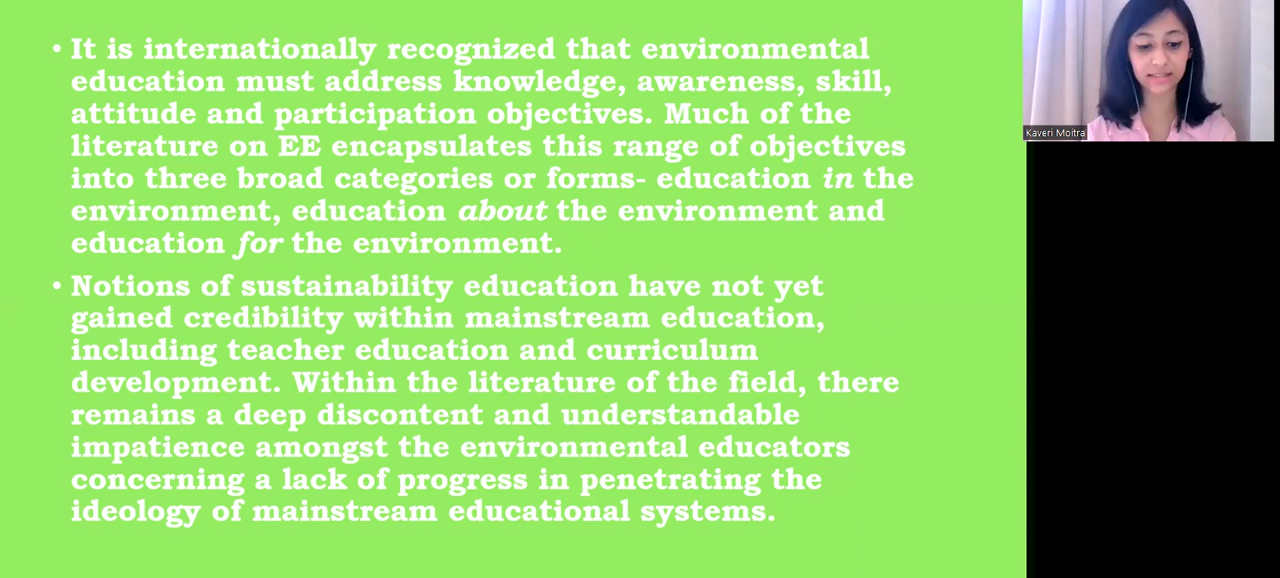 • It is internationally recognized that environmental
education must address knowledge, awareness, skill,
attitude and participation objectives. Much of the
literature on EE encapsulates this range of objectives
into three broad categories or forms- education in the
environment, education about the environment and
education for the environment.
• Notions of sustainability education have not yet
gained credibility within mainstream education,
including teacher education and curriculum
development. Within the literature of the field, there
remains a deep discontent and understandable
impatience amongst the environmental educators
concerning a lack of progress in penetrating the
ideology of mainstream educational systems.
Kaveri Moitra